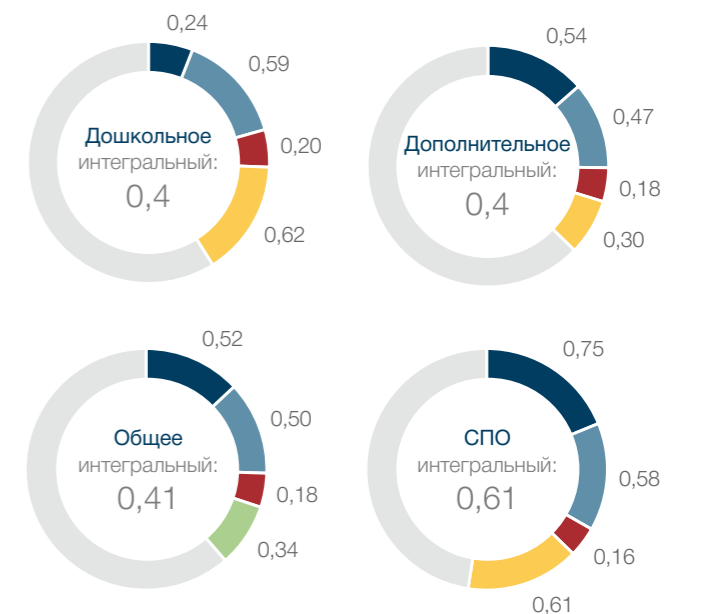 0,24
0,59
0,20
0,62
Дошкольное
интегральный:
0,4
0,54
0,47
0,18
0,30
Дополнительное
интегральный:
0,4
0,52
0,50
0,18
0,34
Общее
интегральный:
0,41
0,75
0,58
0,16
0,61
СПО
интегральный:
0,61